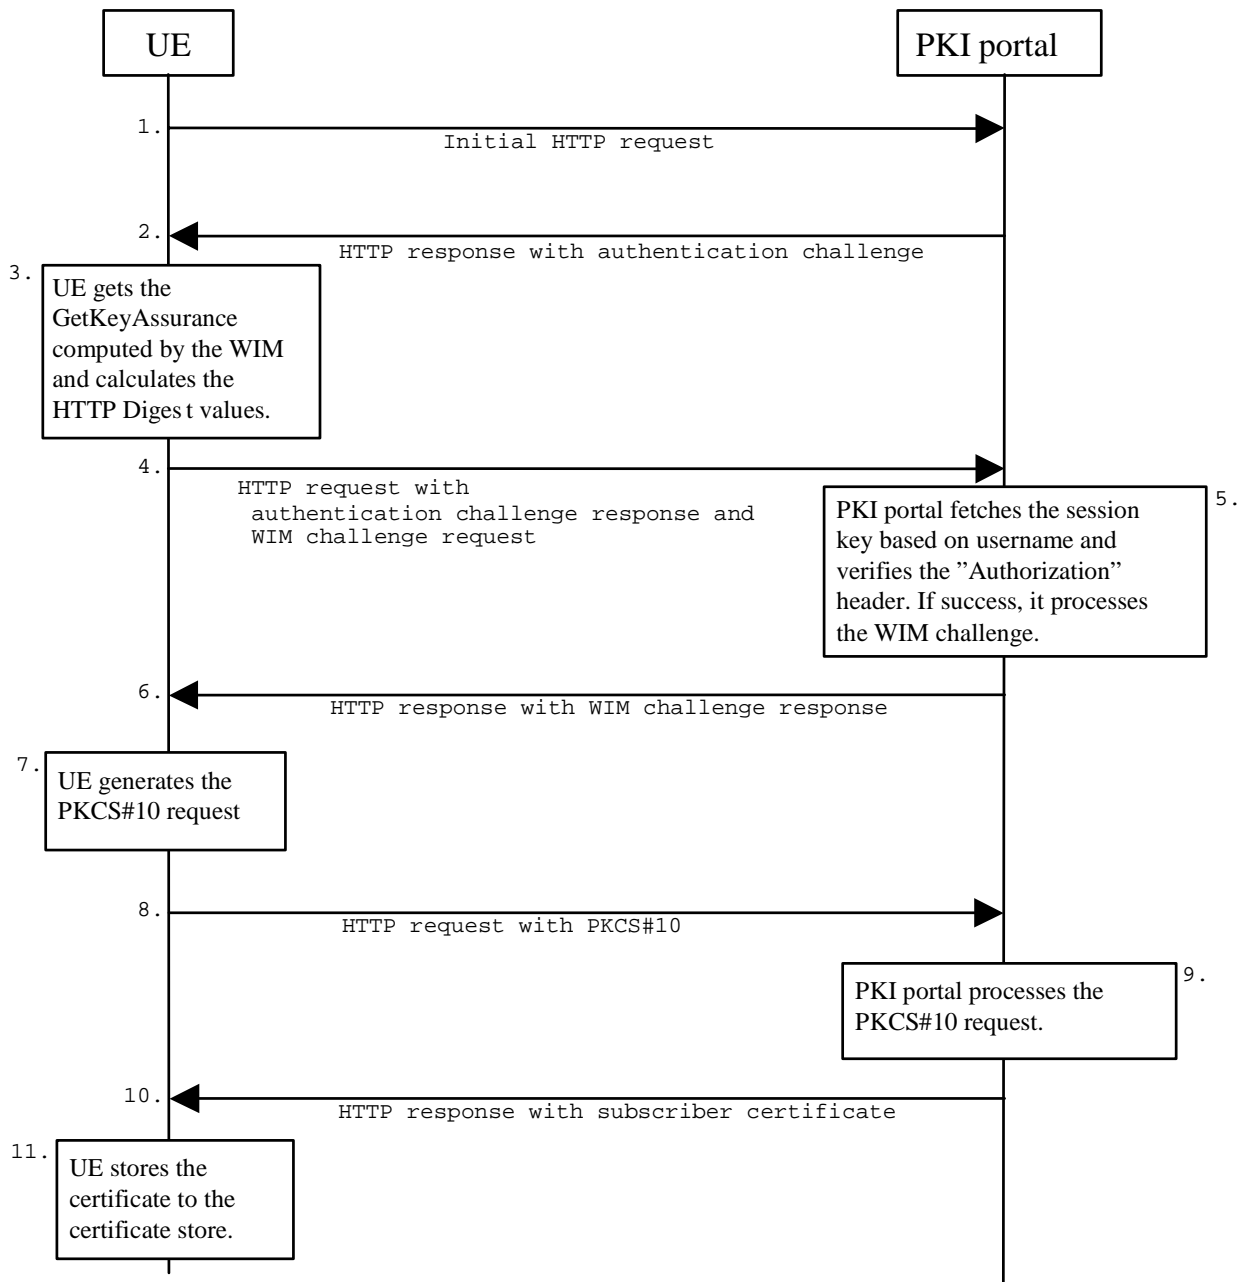 UE
PKI portal
1.
Initial HTTP request
2.
HTTP response with authentication challenge
3.
UE gets the
GetKeyAssurance
computed by the WIM
and calculates the
HTTP Digest values.
4.
HTTP request with
authentication challenge response and
WIM challenge request
5.
PKI portal fetches the session
key based on username and
verifies the ”Authorization”
header. If success, it processes
the WIM challenge.
6.
HTTP response with WIM challenge response
7.
UE generates the
PKCS#10 request
8.
HTTP request with PKCS#10
9.
PKI portal processes the
PKCS#10 request.
10.
HTTP response with subscriber certificate
11.
UE stores the
certificate to the
certificate store.